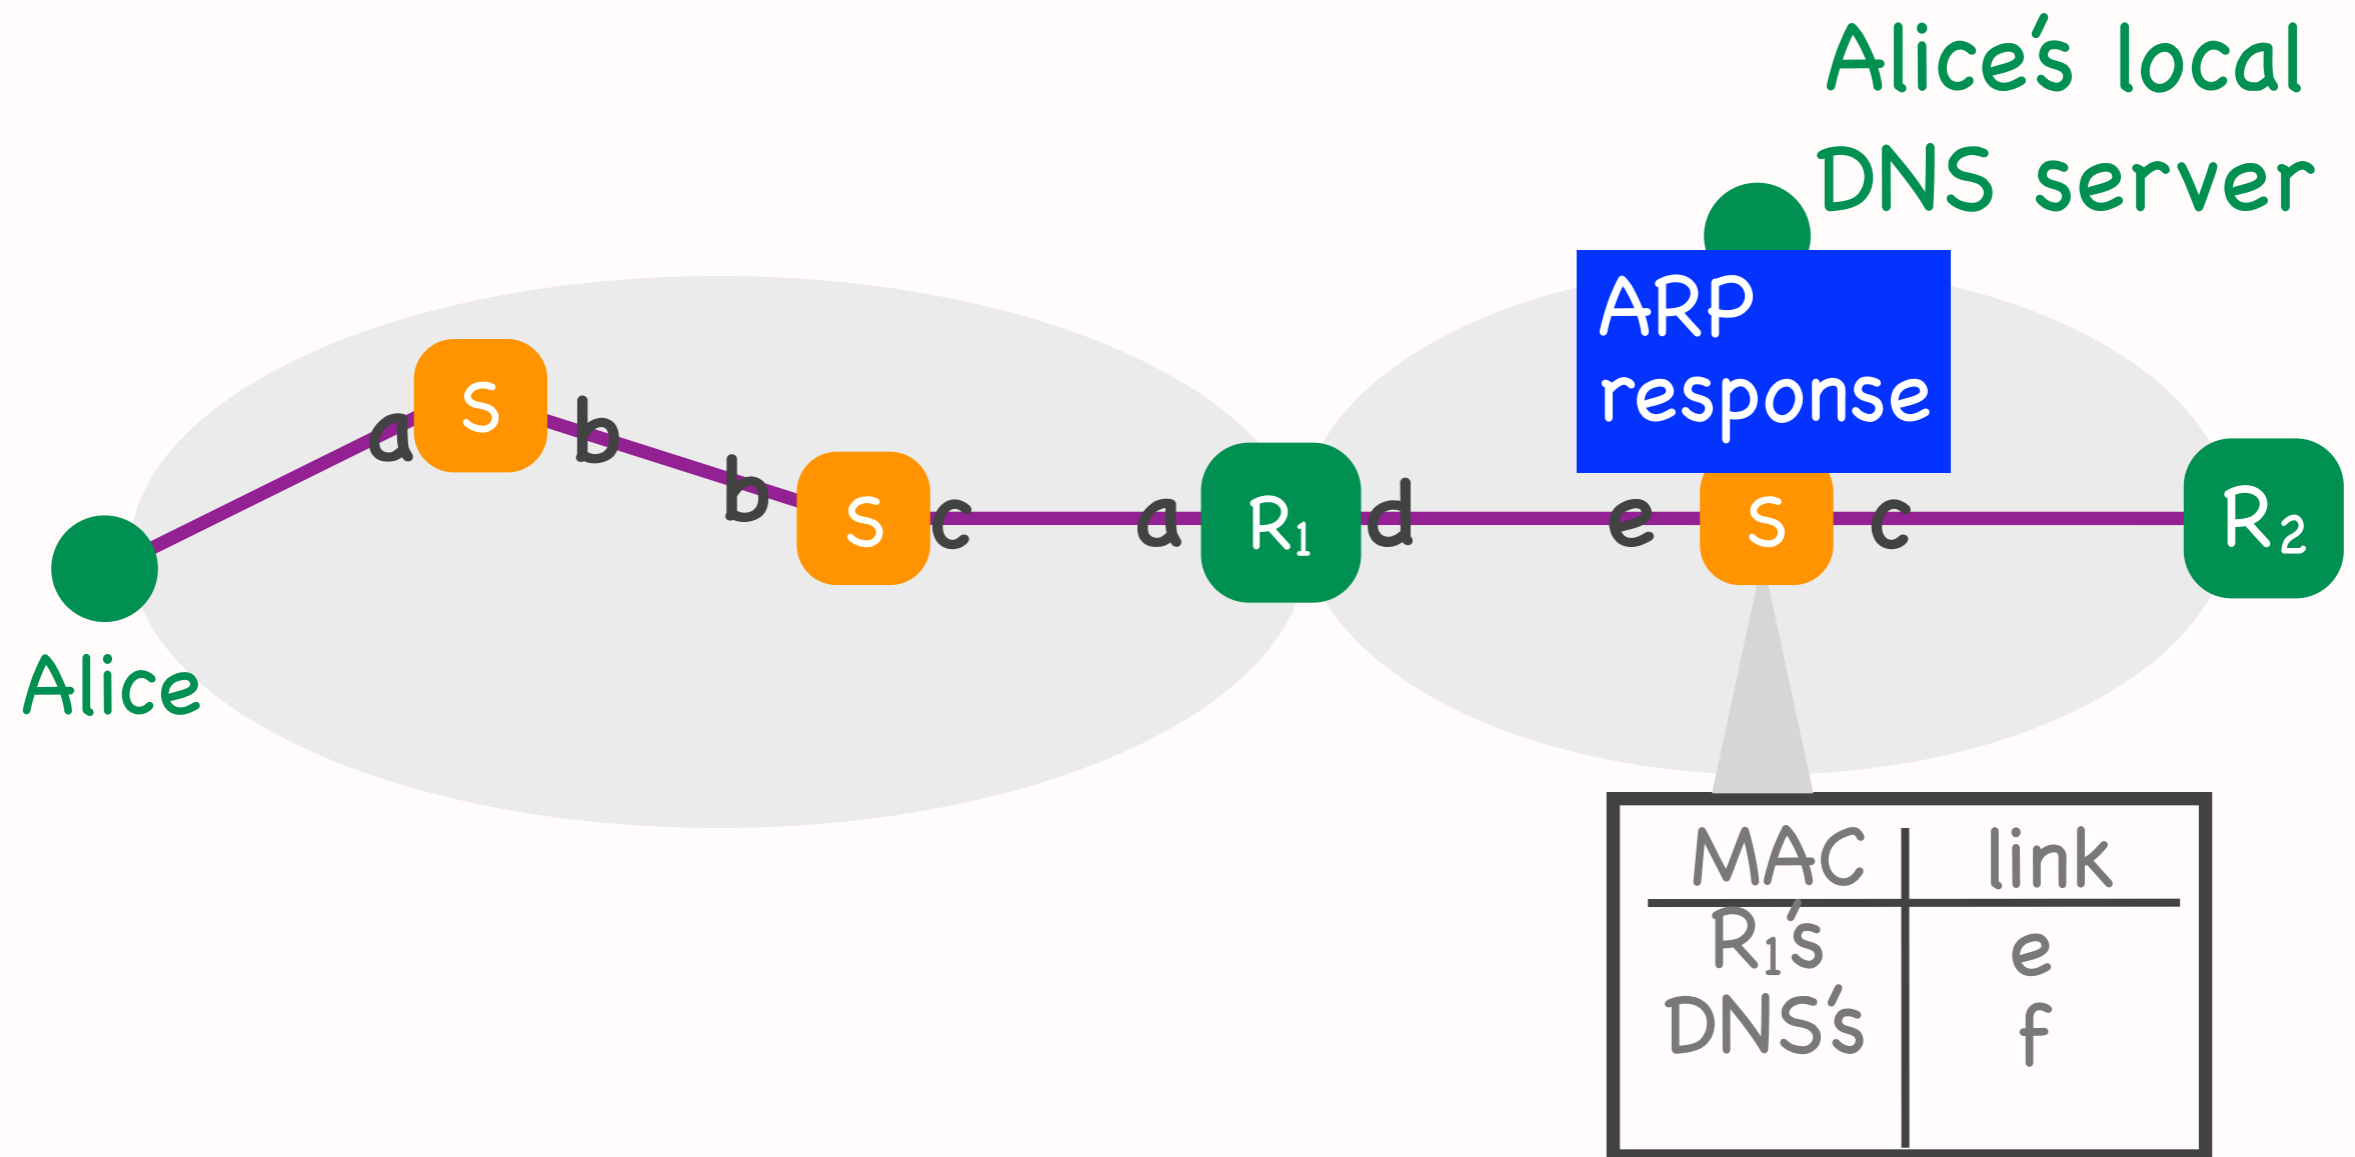 Alice's local
DNS server
ARP
response
S
a
b
b
S
c
a
R1
d
e
S
c
R2
Alice
MAC link
R1's e
DNS's f